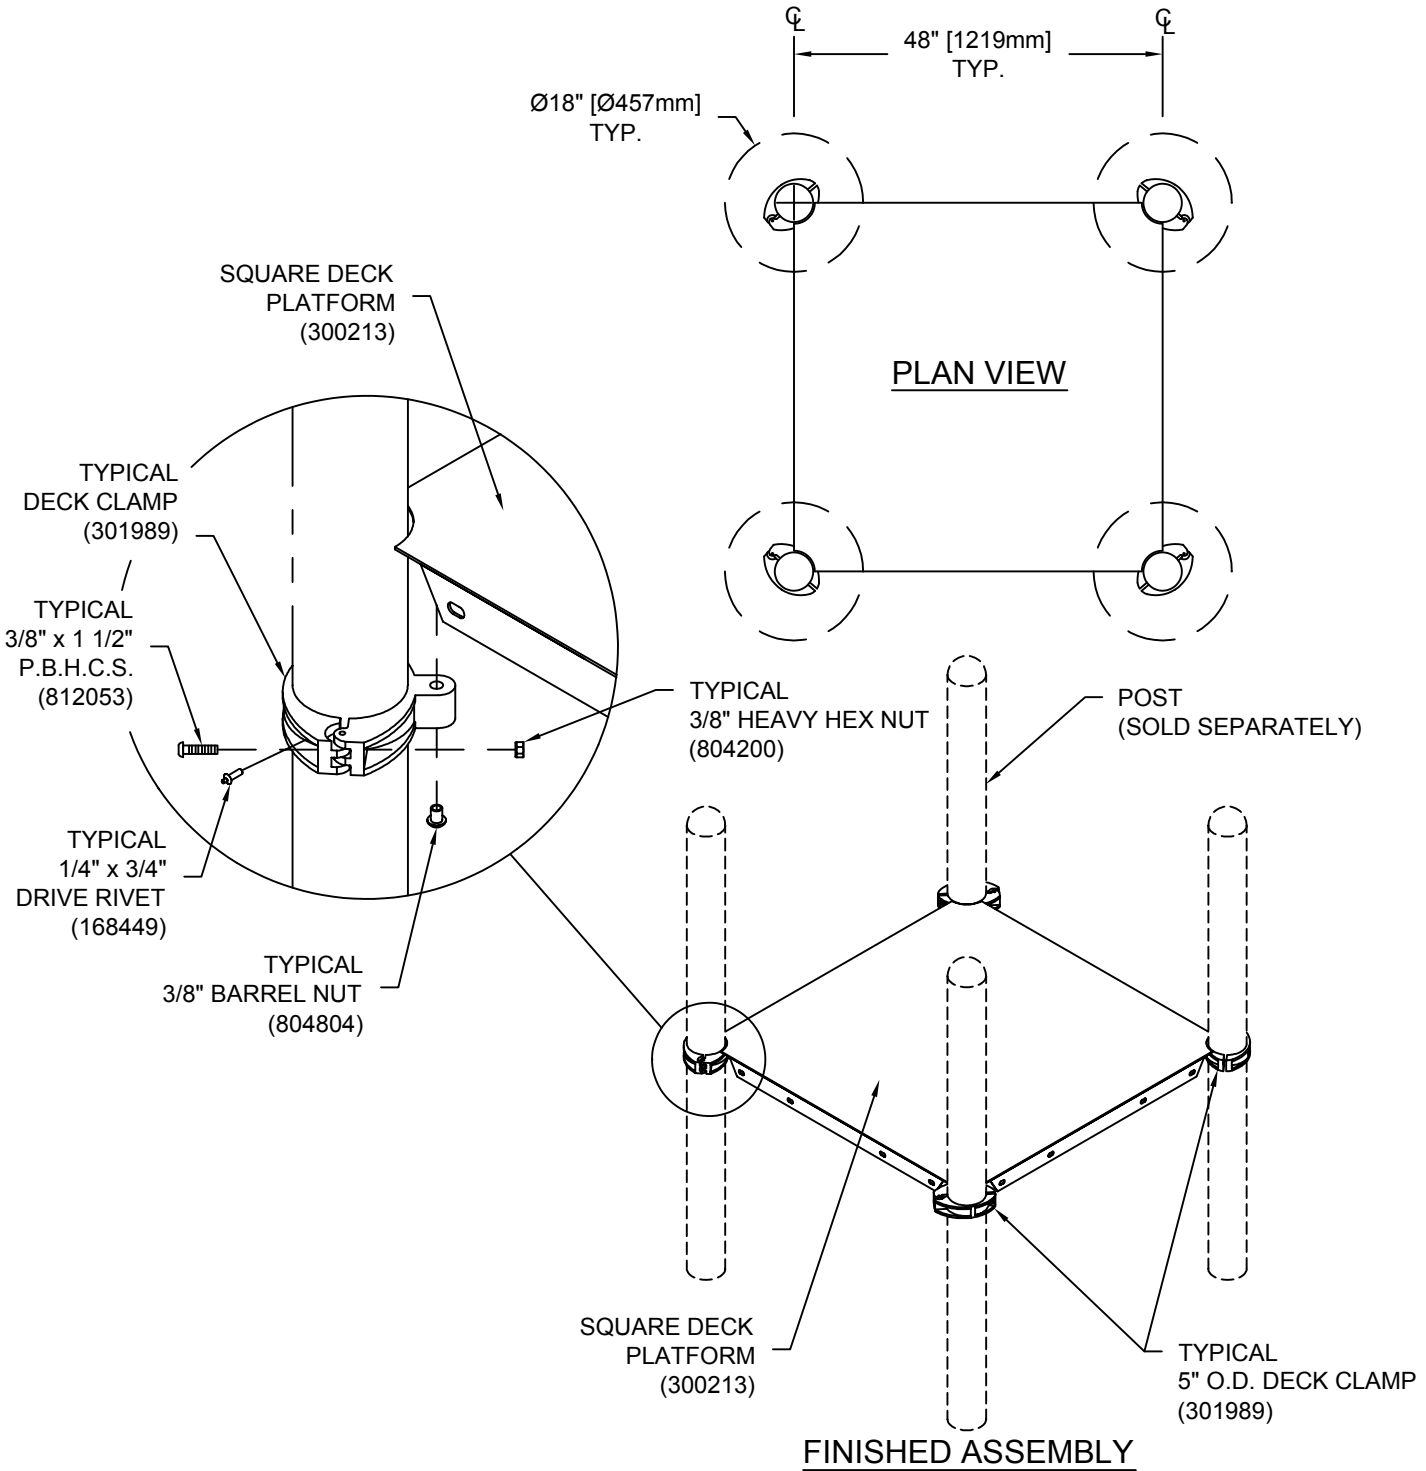 ℄
℄
48" [1219mm]
TYP.
Ø18" [Ø457mm]
TYP.
PLAN VIEW
SQUARE DECK
PLATFORM
(300213)
TYPICAL
DECK CLAMP
(301989)
TYPICAL
3/8" x 1 1/2"
P.B.H.C.S.
(812053)
TYPICAL
3/8" HEAVY HEX NUT
(804200)
POST
(SOLD SEPARATELY)
TYPICAL
1/4" x 3/4"
DRIVE RIVET
(168449)
TYPICAL
3/8" BARREL NUT
(804804)
SQUARE DECK
PLATFORM
(300213)
TYPICAL
5" O.D. DECK CLAMP
(301989)
FINISHED ASSEMBLY